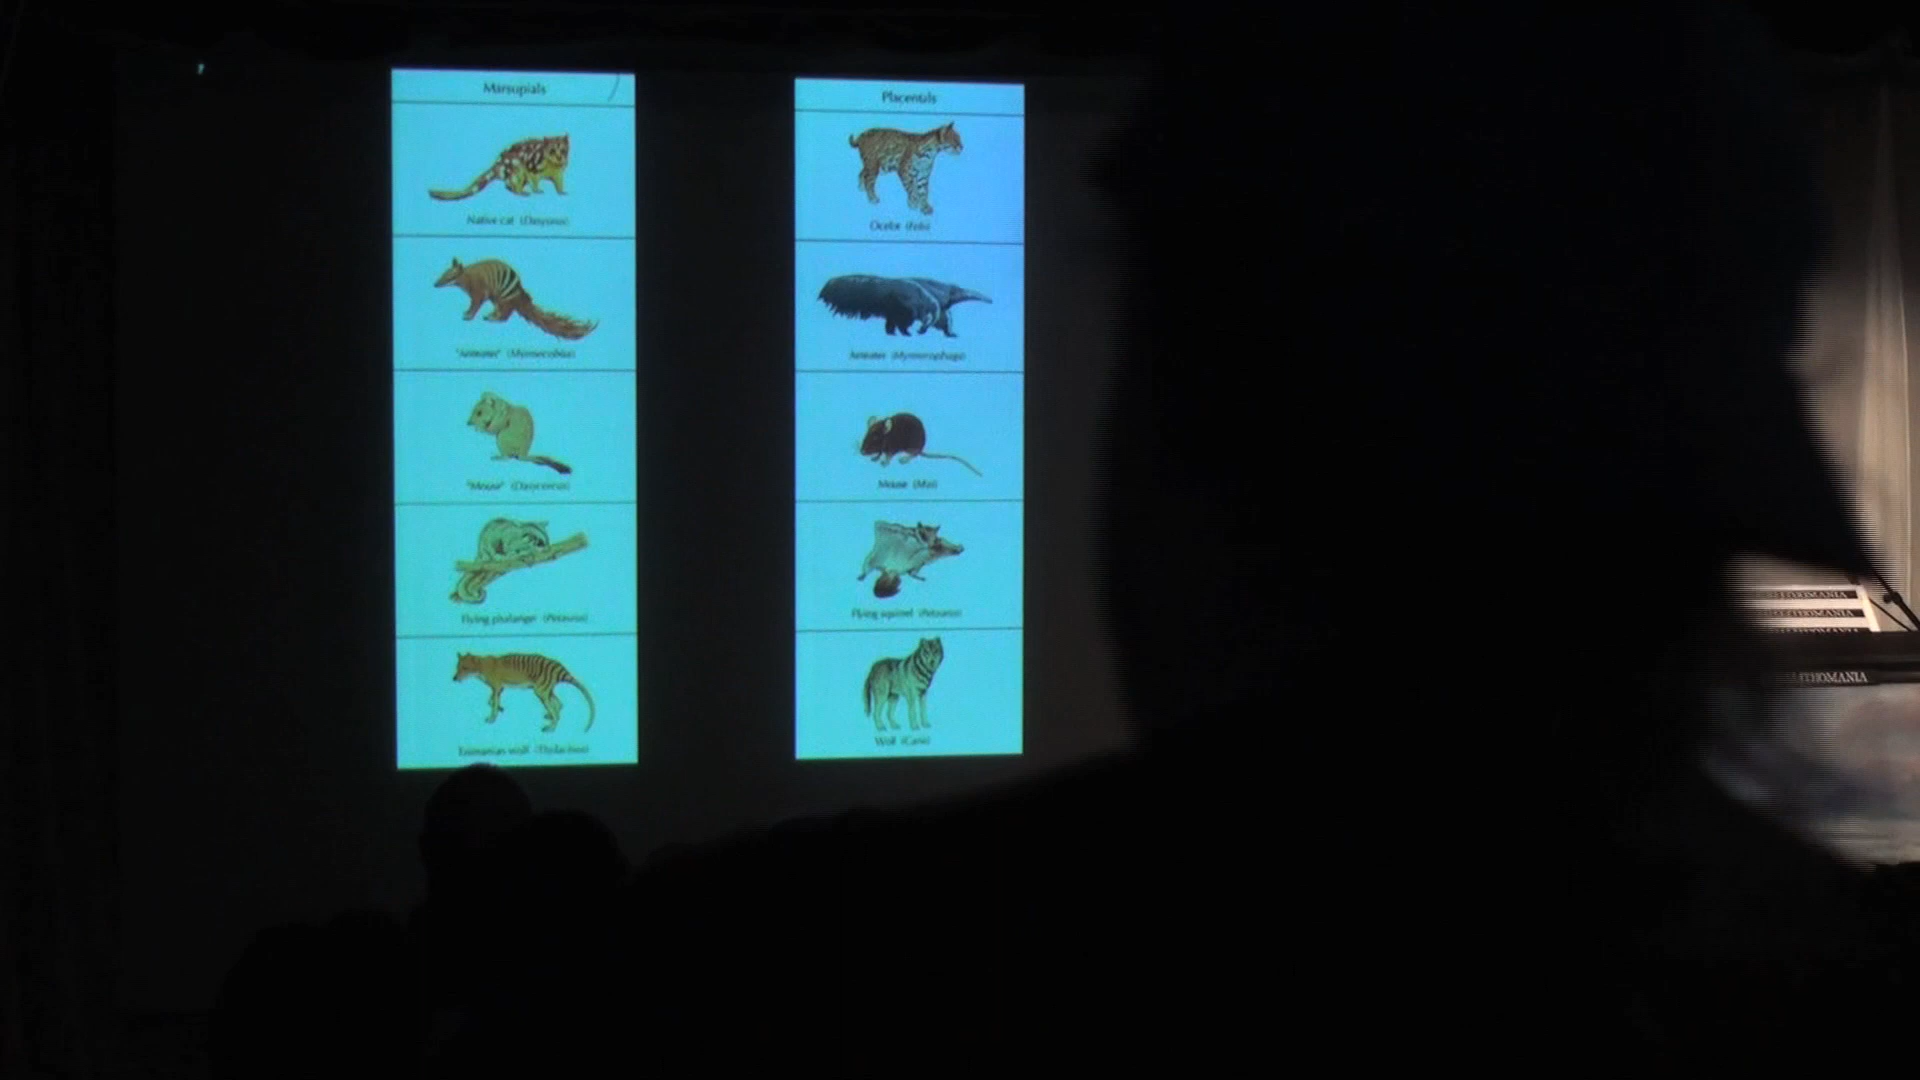 Marsupials
Native cat (Dasyurus)
"Anteater" (Myrmecobius)
"Mouse" (Dasycercus)
Flying phalanger (Petaurus)
Tasmanian wolf (Thylacinus)
Placentals
Ocelot (Felis)
Anteater (Myrmecophaga)
Mouse (Mus)
Flying squirrel
Wolf (Canis)